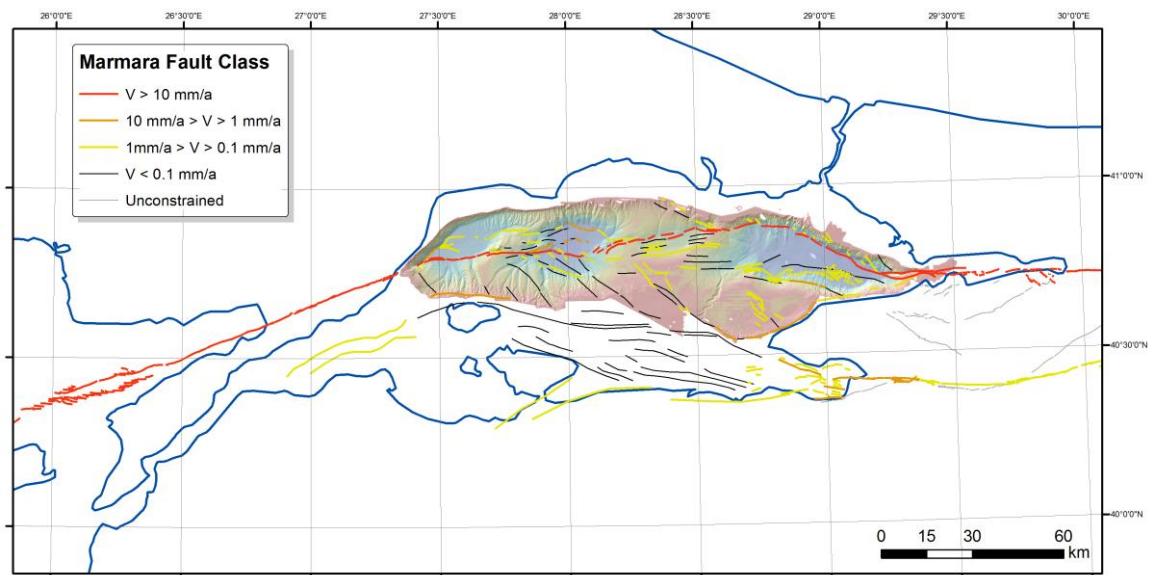 26°0'0"E 26°30'0"E 27°0'0"E 27°30'0"E 28°0'0"E 28°30'0"E 29°0'0"E 29°30'0"E 30°0'0"E
Marmara Fault Class
V > 10 mm/a
10 mm/a > V > 1 mm/a
1mm/a > V > 0.1 mm/a
V < 0.1 mm/a
Unconstrained
41°0'0"N
40°30'0"N
40°0'0"N
0 15 30 60
km